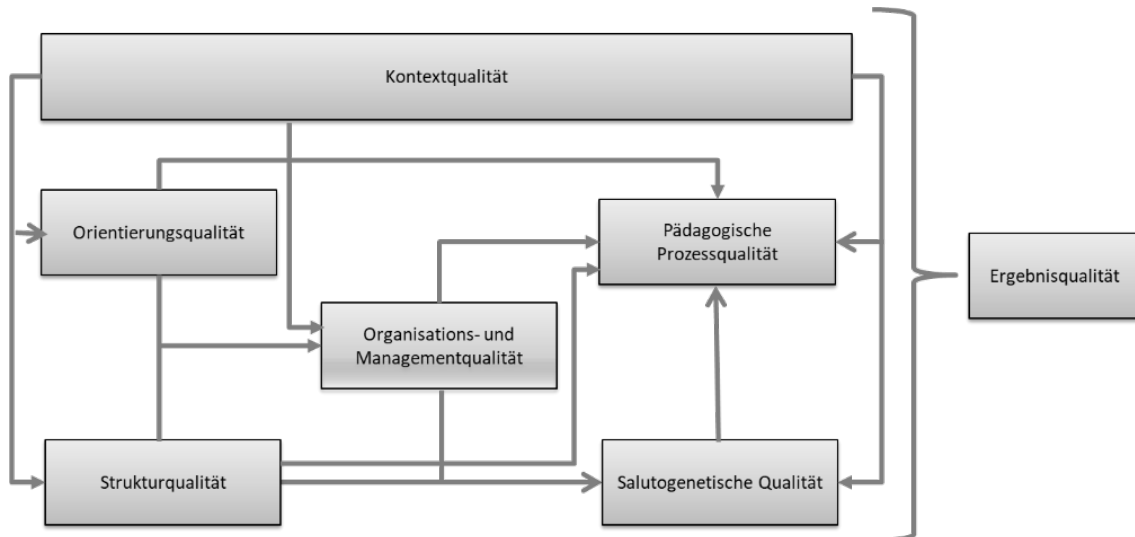 Kontextqualität
Orientierungsqualität
Pädagogische
Prozessqualität
Ergebnisqualität
Organisations- und
Managementqualität
Strukturqualität
Salutogenetische Qualität